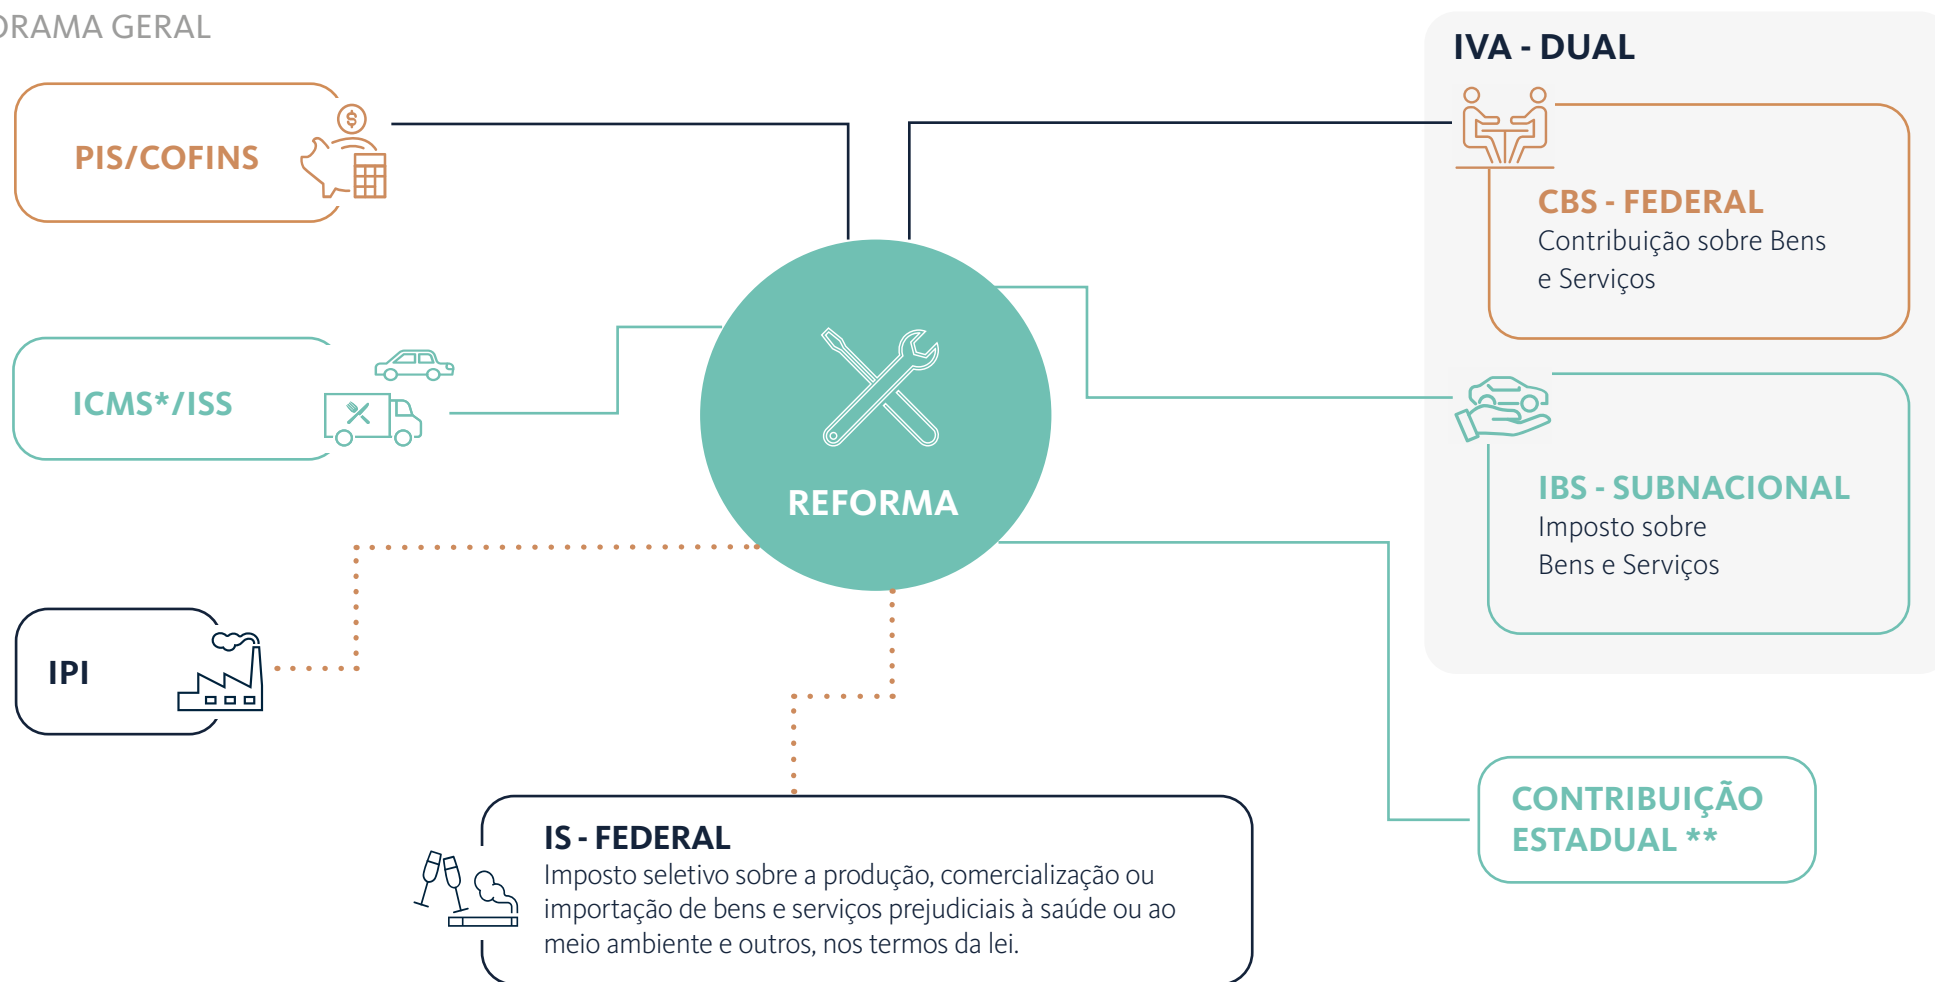 GERAL
IVA - DUAL
PIS/COFINS
$
CBS - FEDERAL
Contribuição sobre Bens
e Serviços
ICMS*/ISS
REFORMA
IBS - SUBNACIONAL
Imposto sobre
Bens e Serviços
IPI
CONTRIBUIÇÃO
ESTADUAL **
IS - FEDERAL
Imposto seletivo sobre a produção, comercialização ou
importação de bens e serviços prejudiciais à saúde ou ao
meio ambiente e outros, nos termos da lei.